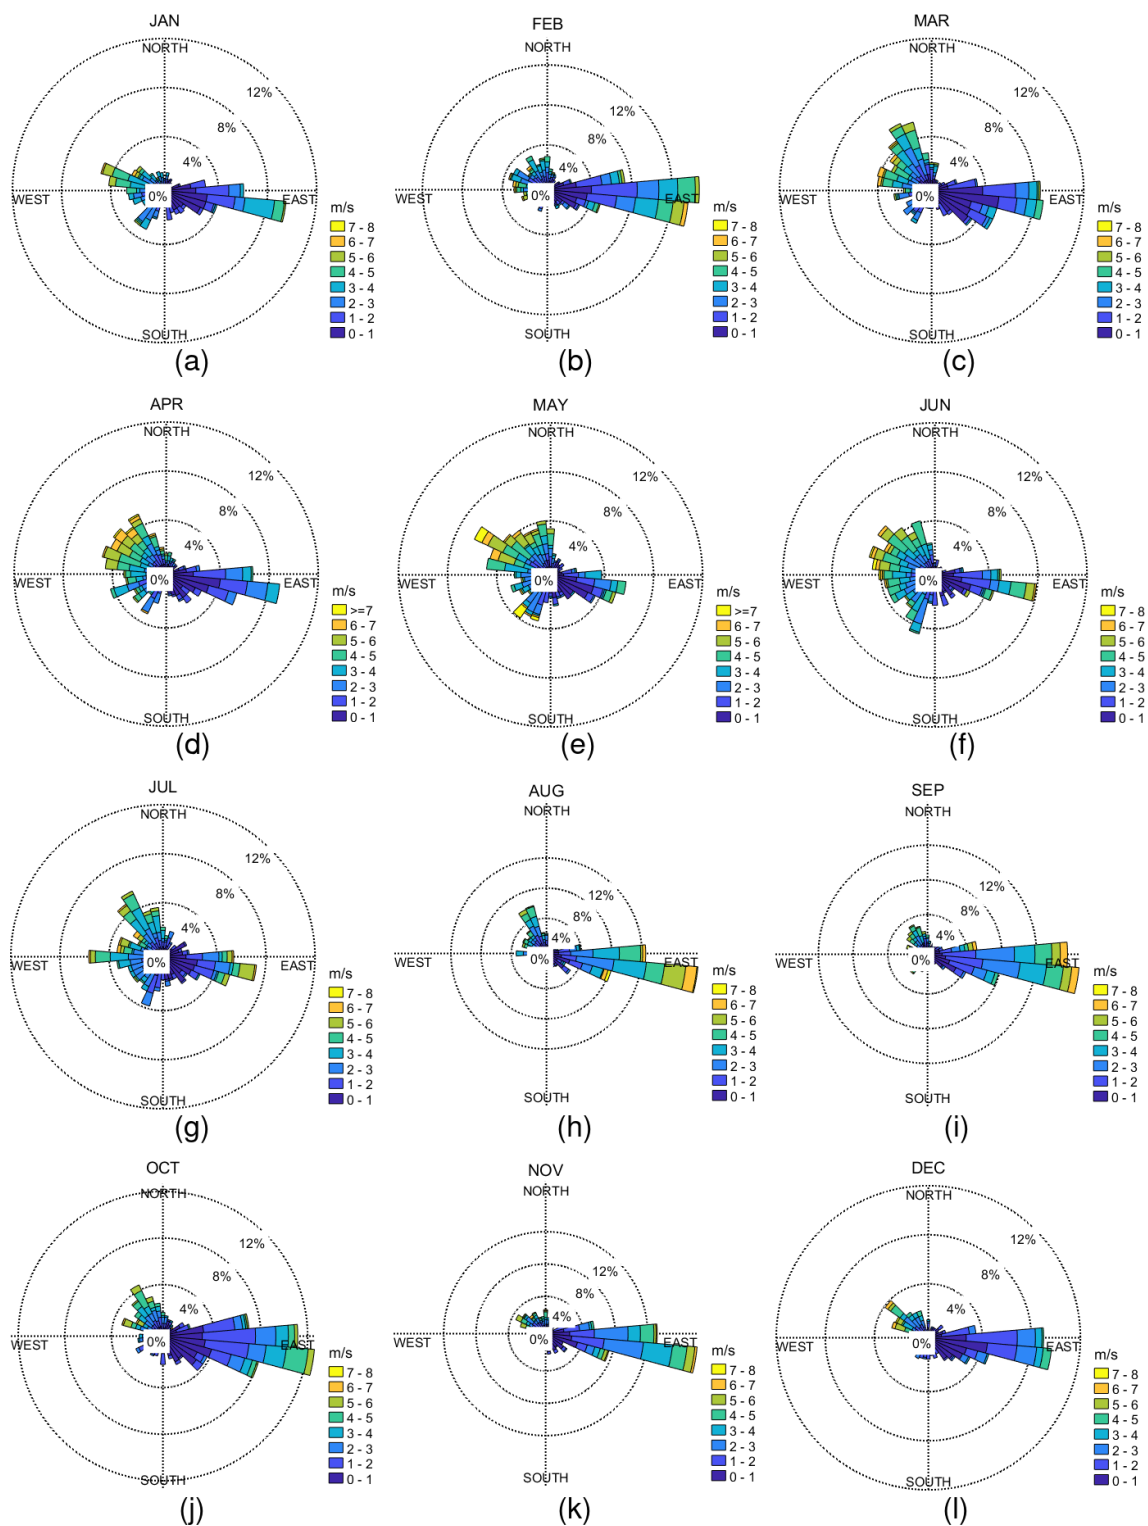 JAN
NORTH
12%
8%
4%
0%
WEST
EAST
SOUTH
m/s
7 - 8
6 - 7
5 - 6
4 - 5
3 - 4
2 - 3
1 - 2
0 - 1
(a)
FEB
NORTH
12%
8%
4%
0%
WEST
EAST
SOUTH
m/s
7 - 8
6 - 7
5 - 6
4 - 5
3 - 4
2 - 3
1 - 2
0 - 1
(b)
MAR
NORTH
12%
8%
4%
0%
WEST
EAST
SOUTH
m/s
7 - 8
6 - 7
5 - 6
4 - 5
3 - 4
2 - 3
1 - 2
0 - 1
(c)
APR
NORTH
12%
8%
4%
0%
WEST
EAST
SOUTH
m/s
>=7
6 - 7
5 - 6
4 - 5
3 - 4
2 - 3
1 - 2
0 - 1
(d)
MAY
NORTH
12%
8%
4%
0%
WEST
EAST
SOUTH
m/s
>=7
6 - 7
5 - 6
4 - 5
3 - 4
2 - 3
1 - 2
0 - 1
(e)
JUN
NORTH
12%
8%
4%
0%
WEST
EAST
SOUTH
m/s
7 - 8
6 - 7
5 - 6
4 - 5
3 - 4
2 - 3
1 - 2
0 - 1
(f)
JUL
NORTH
12%
8%
4%
0%
WEST
EAST
SOUTH
m/s
7 - 8
6 - 7
5 - 6
4 - 5
3 - 4
2 - 3
1 - 2
0 - 1
(g)
AUG
NORTH
12%
8%
4%
0%
WEST
EAST
SOUTH
m/s
7 - 8
6 - 7
5 - 6
4 - 5
3 - 4
2 - 3
1 - 2
0 - 1
(h)
SEP
NORTH
12%
8%
4%
0%
WEST
EAST
SOUTH
m/s
7 - 8
6 - 7
5 - 6
4 - 5
3 - 4
2 - 3
1 - 2
0 - 1
(i)
OCT
NORTH
12%
8%
4%
0%
WEST
EAST
SOUTH
m/s
7 - 8
6 - 7
5 - 6
4 - 5
3 - 4
2 - 3
1 - 2
0 - 1
(j)
NOV
NORTH
12%
8%
4%
0%
WEST
EAST
SOUTH
m/s
7 - 8
6 - 7
5 - 6
4 - 5
3 - 4
2 - 3
1 - 2
0 - 1
(k)
DEC
NORTH
12%
8%
4%
0%
WEST
EAST
SOUTH
m/s
7 - 8
6 - 7
5 - 6
4 - 5
3 - 4
2 - 3
1 - 2
0 - 1
(l)